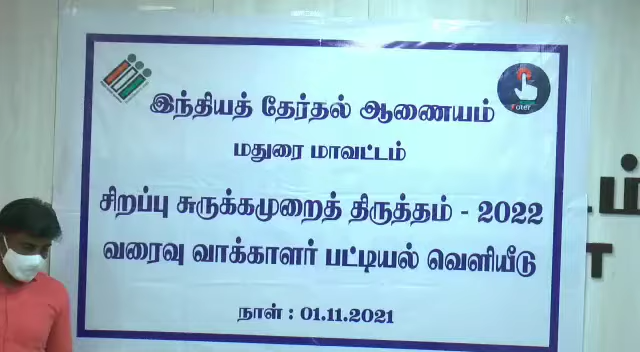 இந்தியத் தேர்தல் ஆணையம்
மதுரை மாவட்டம்
சிறப்பு சுருக்கமுறைத் திருத்தம் - 2022
வரைவு வாக்காளர் பட்டியல் வெளியீடு
நாள் : 01.11.2021